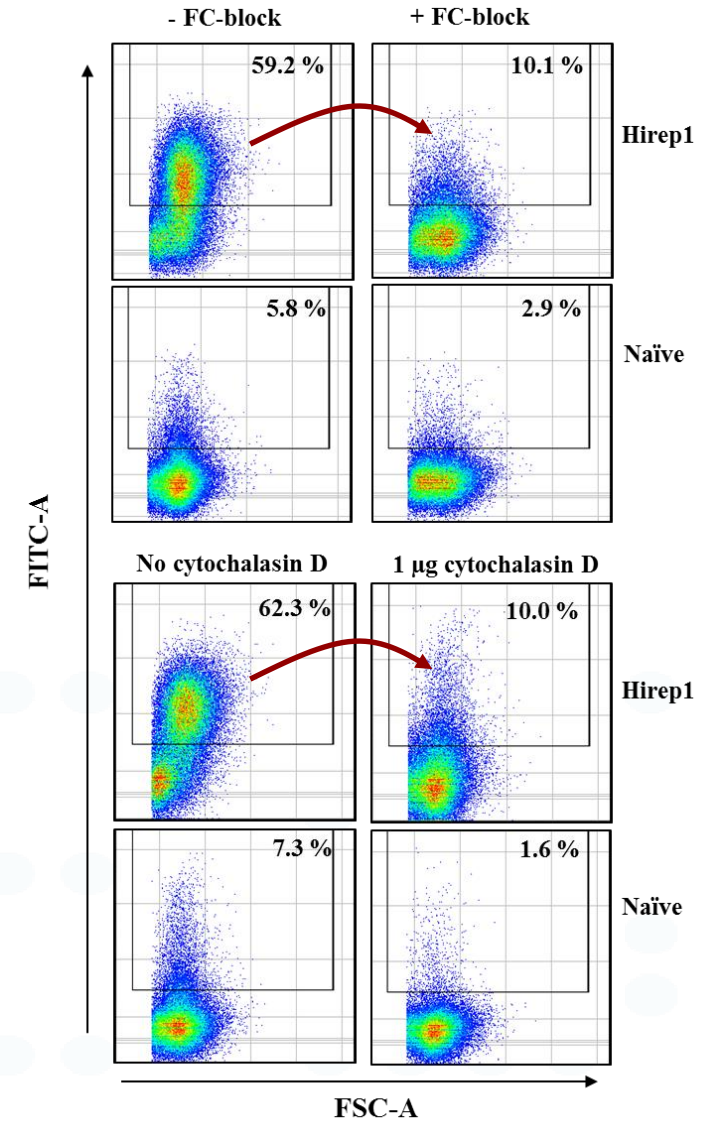 - FC-block
+ FC-block
59.2 %
10.1 %
Hirep1
5.8 %
2.9 %
Naïve
FITC-A
No cytochalasin D
1 µg cytochalasin D
62.3 %
10.0 %
Hirep1
7.3 %
1.6 %
Naïve
FSC-A